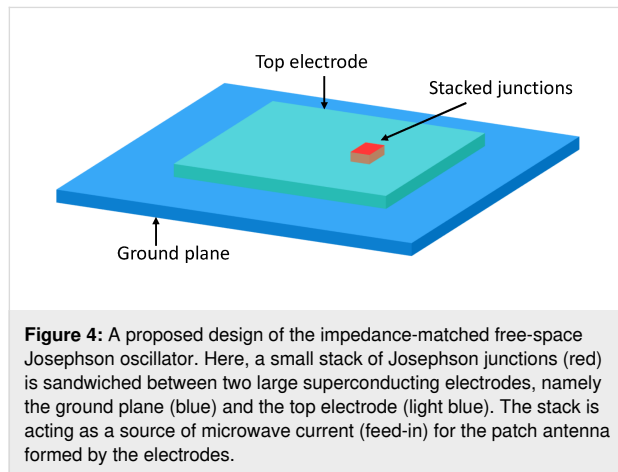 Top electrode
Stacked junctions
Ground plane
Figure 4: A proposed design of the impedance-matched free-space
Josephson oscillator. Here, a small stack of Josephson junctions (red)
is sandwiched between two large superconducting electrodes, namely
the ground plane (blue) and the top electrode (light blue). The stack is
acting as a source of microwave current (feed-in) for the patch antenna
formed by the electrodes.